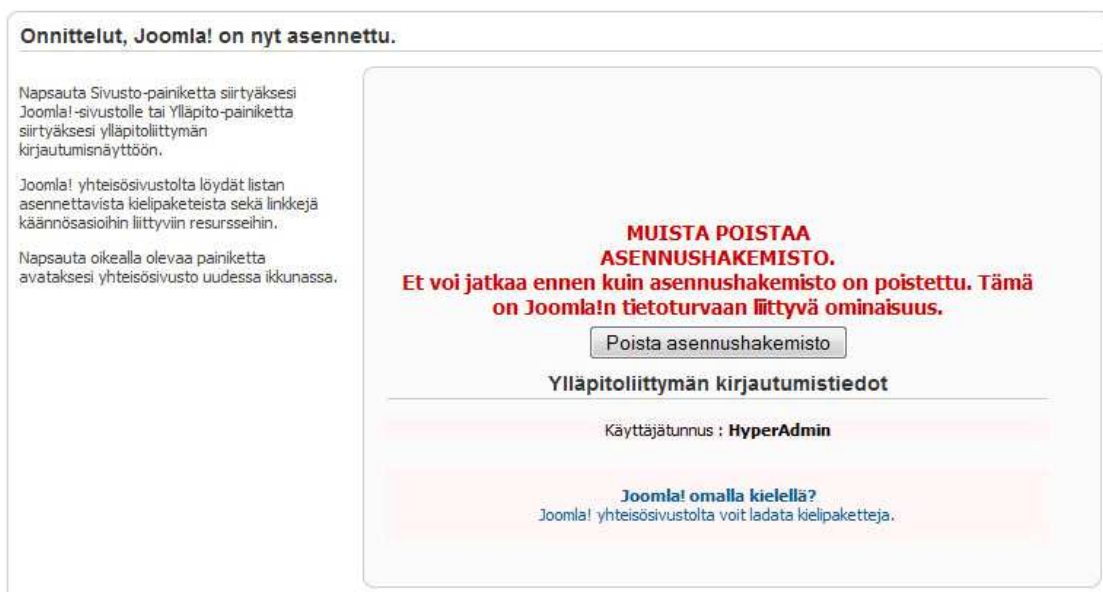 Onnittelut, Joomla! on nyt asennettu.
Napsauta Sivusto-painiketta siirtyäksesi
Joomla!-sivustolle tai Ylläpito-painiketta
siirtyäksesi ylläpitoliittymän
kirjautumisnäyttöön.
Joomla! yhteisösivustolta löydät listan
asennettavista kielipaketeista sekä linkkejä
käännösasioihin liittyviin resursseihin.
Napsauta oikealla olevaa painiketta
avataksesi yhteisösivusto uudessa ikkunassa.
MUISTA POISTAA
ASENNUSHAKEMISTO.
Et voi jatkaa ennen kuin asennushakemisto on poistettu. Tämä
on Joomla!n tietoturvaan liittyvä ominaisuus.
Poista asennushakemisto
Ylläpitoliittymän kirjautumistiedot
Käyttäjätunnus : HyperAdmin
Joomla! omalla kielellä?
Joomla! yhteisösivustolta voit ladata kielipaketteja.